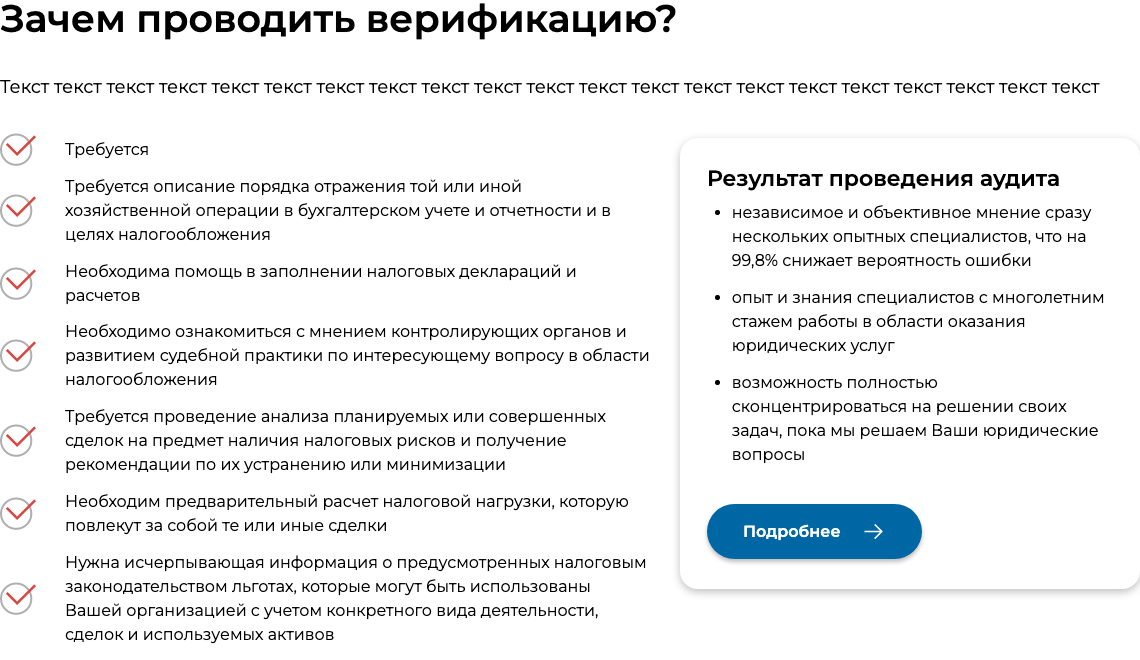 Зачем проводить верификацию?
Текст текст текст текст текст текст текст текст текст текст текст текст текст текст текст текст текст текст текст текст текст
Требуется
Требуется описание порядка отражения той или иной
хозяйственной операции в бухгалтерском учете и отчетности и в
целях налогообложения
Необходима помощь в заполнении налоговых деклараций и
расчетов
Необходимо ознакомиться с мнением контролирующих органов и
развитием судебной практики по интересующему вопросу в области
налогообложения
Требуется проведение анализа планируемых или совершенных
сделок на предмет наличия налоговых рисков и получение
рекомендации по их устранению или минимизации
Необходим предварительный расчет налоговой нагрузки, которую
повлекут за собой те или иные сделки
Нужна исчерпывающая информация о предусмотренных налоговым
законодательством льготах, которые могут быть использованы
Вашей организацией с учетом конкретного вида деятельности,
сделок и используемых активов
Результат проведения аудита
• независимое и объективное мнение сразу
нескольких опытных специалистов, что на
99,8% снижает вероятность ошибки
• опыт и знания специалистов с многолетним
стажем работы в области оказания
юридических услуг
• возможность полностью
сконцентрироваться на решении своих
задач, пока мы решаем Ваши юридические
вопросы
Подробнее